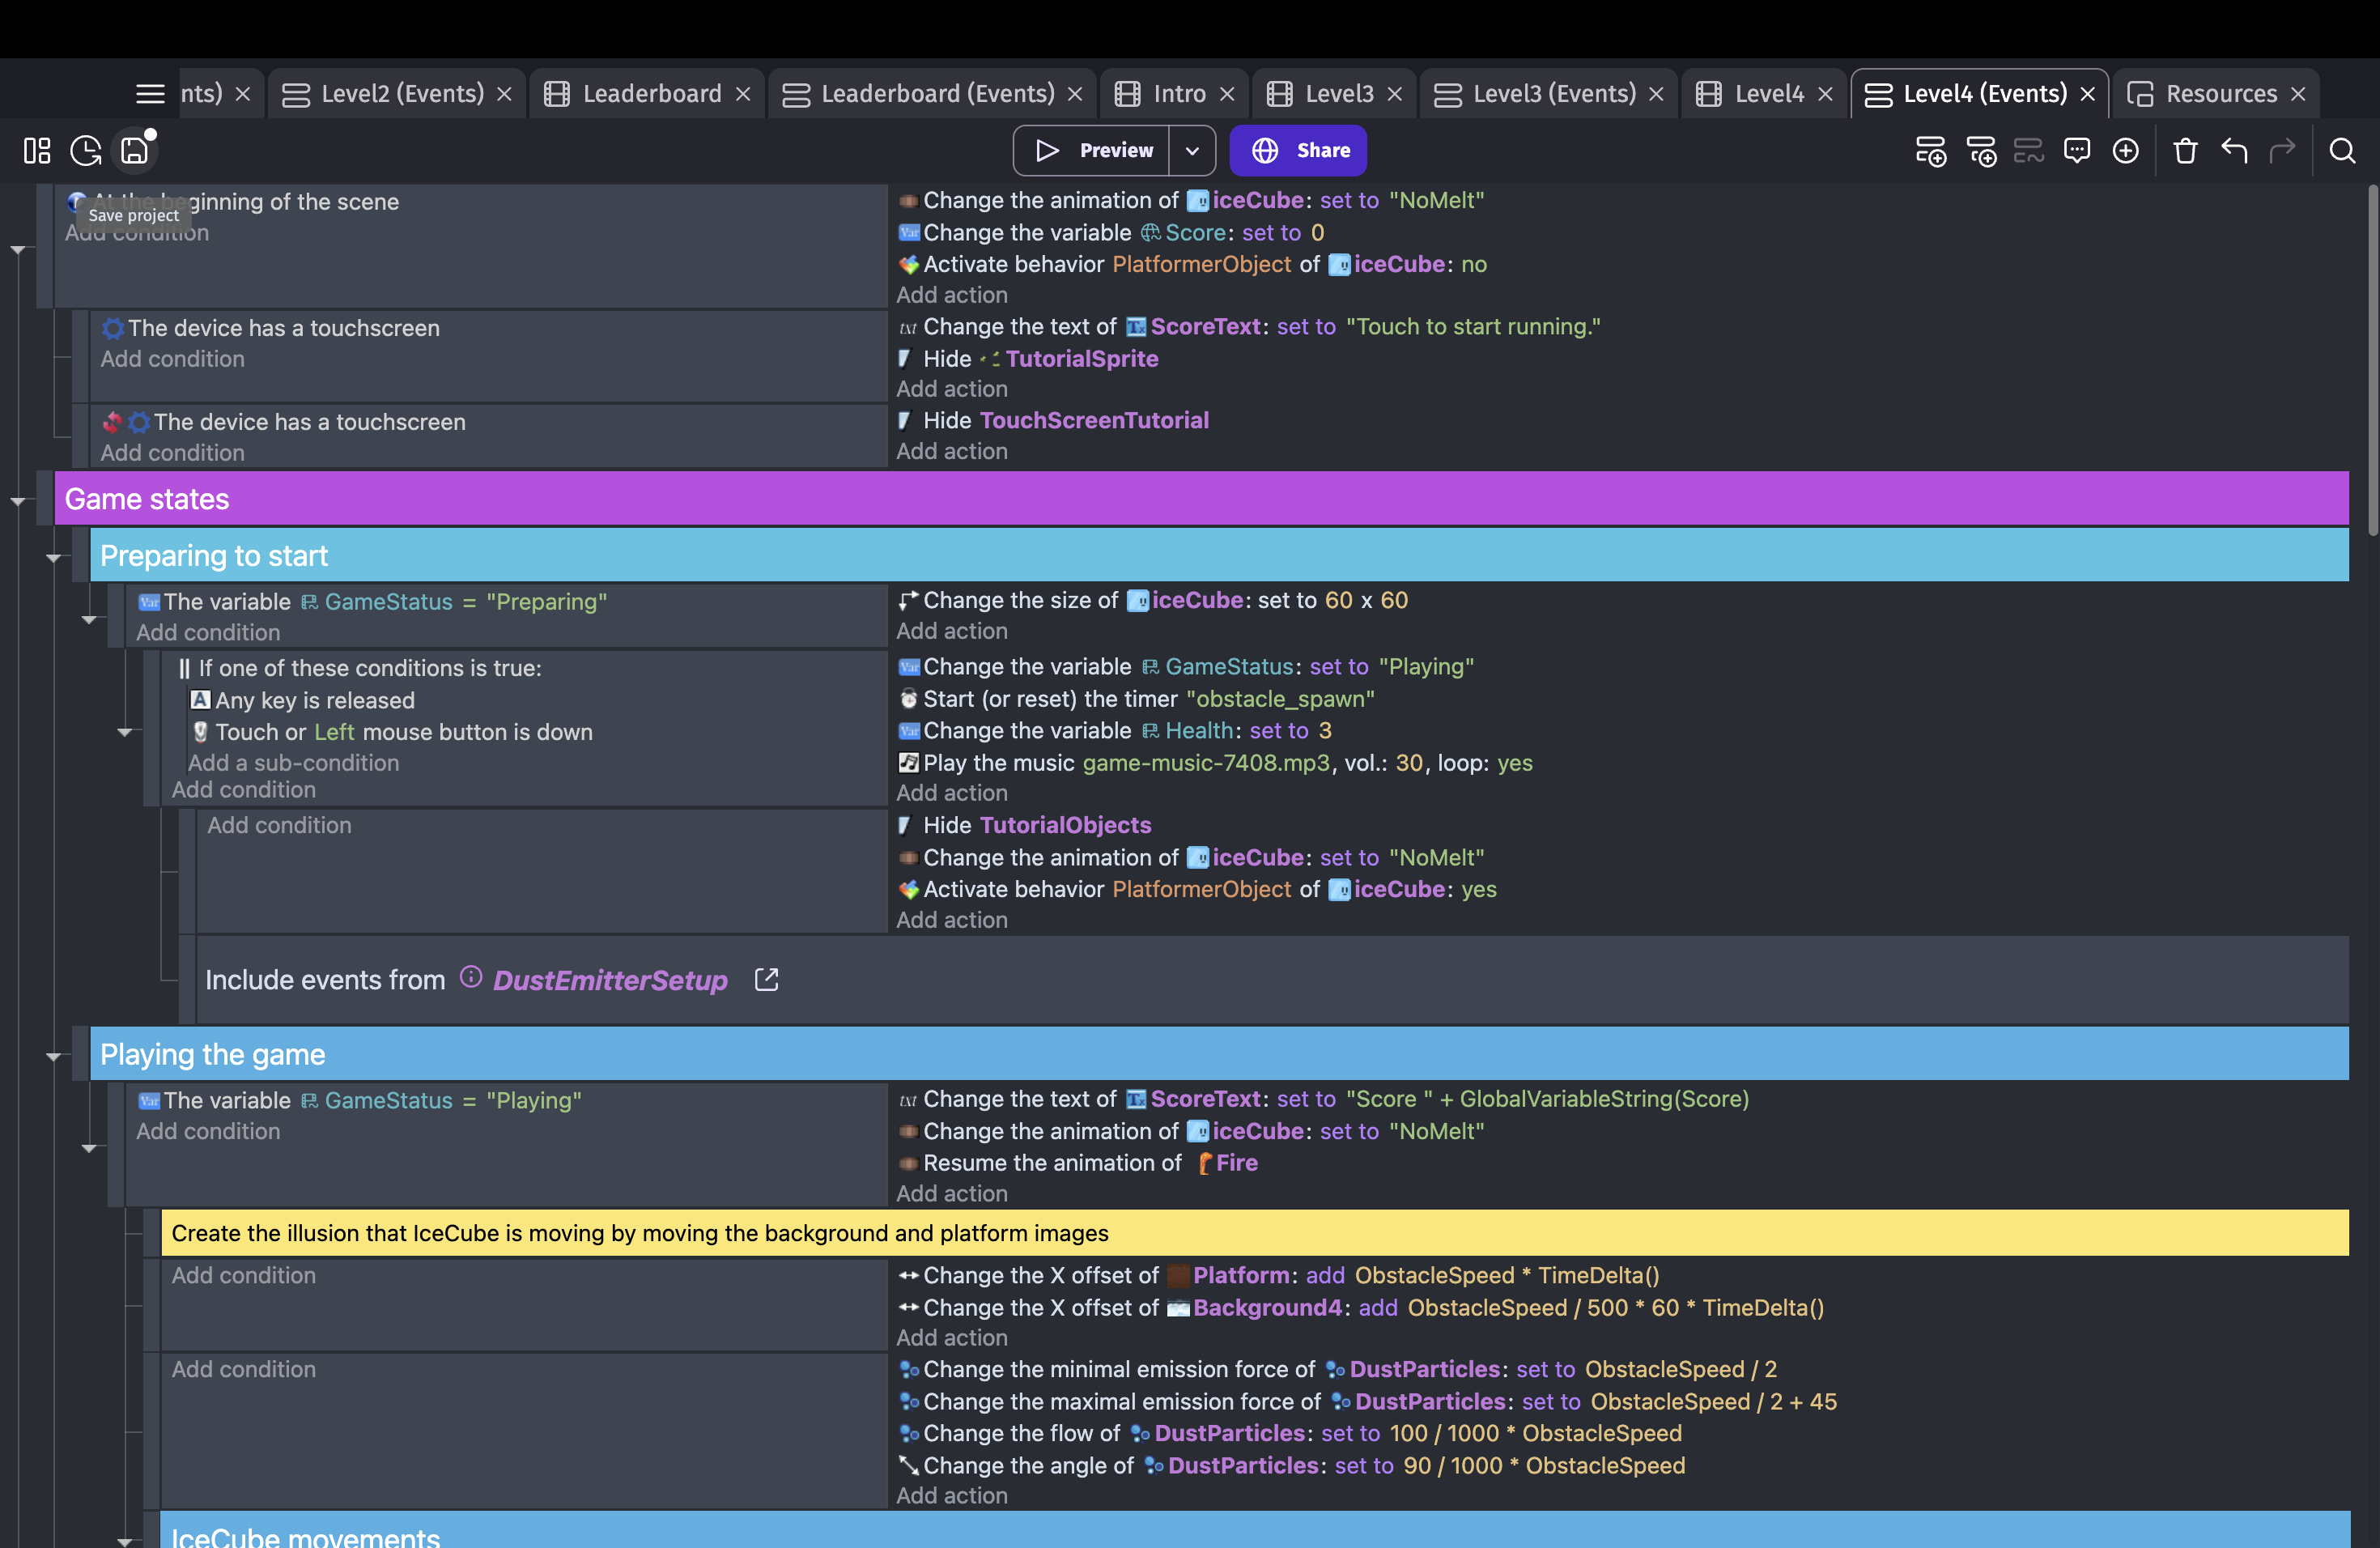 nts) Level2 (Events) Leaderboard Leaderboard (Events) Intro Level3 Level3 (Events) Level4 Level4 (Events) Resources
Preview Share
At the beginning of the scene
Save project
Add condition
Change the animation of iceCube: set to "NoMelt"
Change the variable Score: set to 0
Activate behavior PlatformerObject of iceCube: no
Add action
The device has a touchscreen
Add condition
Change the text of ScoreText: set to "Touch to start running."
Hide TutorialSprite
Add action
The device has a touchscreen
Add condition
Hide TouchScreenTutorial
Add action
Game states
Preparing to start
The variable GameStatus = "Preparing"
Add condition
Change the size of iceCube: set to 60 x 60
Add action
If one of these conditions is true:
Any key is released
Touch or Left mouse button is down
Add a sub-condition
Add condition
Change the variable GameStatus: set to "Playing"
Start (or reset) the timer "obstacle_spawn"
Change the variable Health: set to 3
Play the music game-music-7408.mp3, vol.: 30, loop: yes
Add action
Add condition
Hide TutorialObjects
Change the animation of iceCube: set to "NoMelt"
Activate behavior PlatformerObject of iceCube: yes
Add action
Include events from DustEmitterSetup
Playing the game
The variable GameStatus = "Playing"
Add condition
Change the text of ScoreText: set to "Score " + GlobalVariableString(Score)
Change the animation of iceCube: set to "NoMelt"
Resume the animation of Fire
Add action
Create the illusion that IceCube is moving by moving the background and platform images
Add condition
Change the X offset of Platform: add ObstacleSpeed * TimeDelta()
Change the X offset of Background4: add ObstacleSpeed / 500 * 60 * TimeDelta()
Add action
Add condition
Change the minimal emission force of DustParticles: set to ObstacleSpeed / 2
Change the maximal emission force of DustParticles: set to ObstacleSpeed / 2 + 45
Change the flow of DustParticles: set to 100 / 1000 * ObstacleSpeed
Change the angle of DustParticles: set to 90 / 1000 * ObstacleSpeed
Add action
IceCube movements